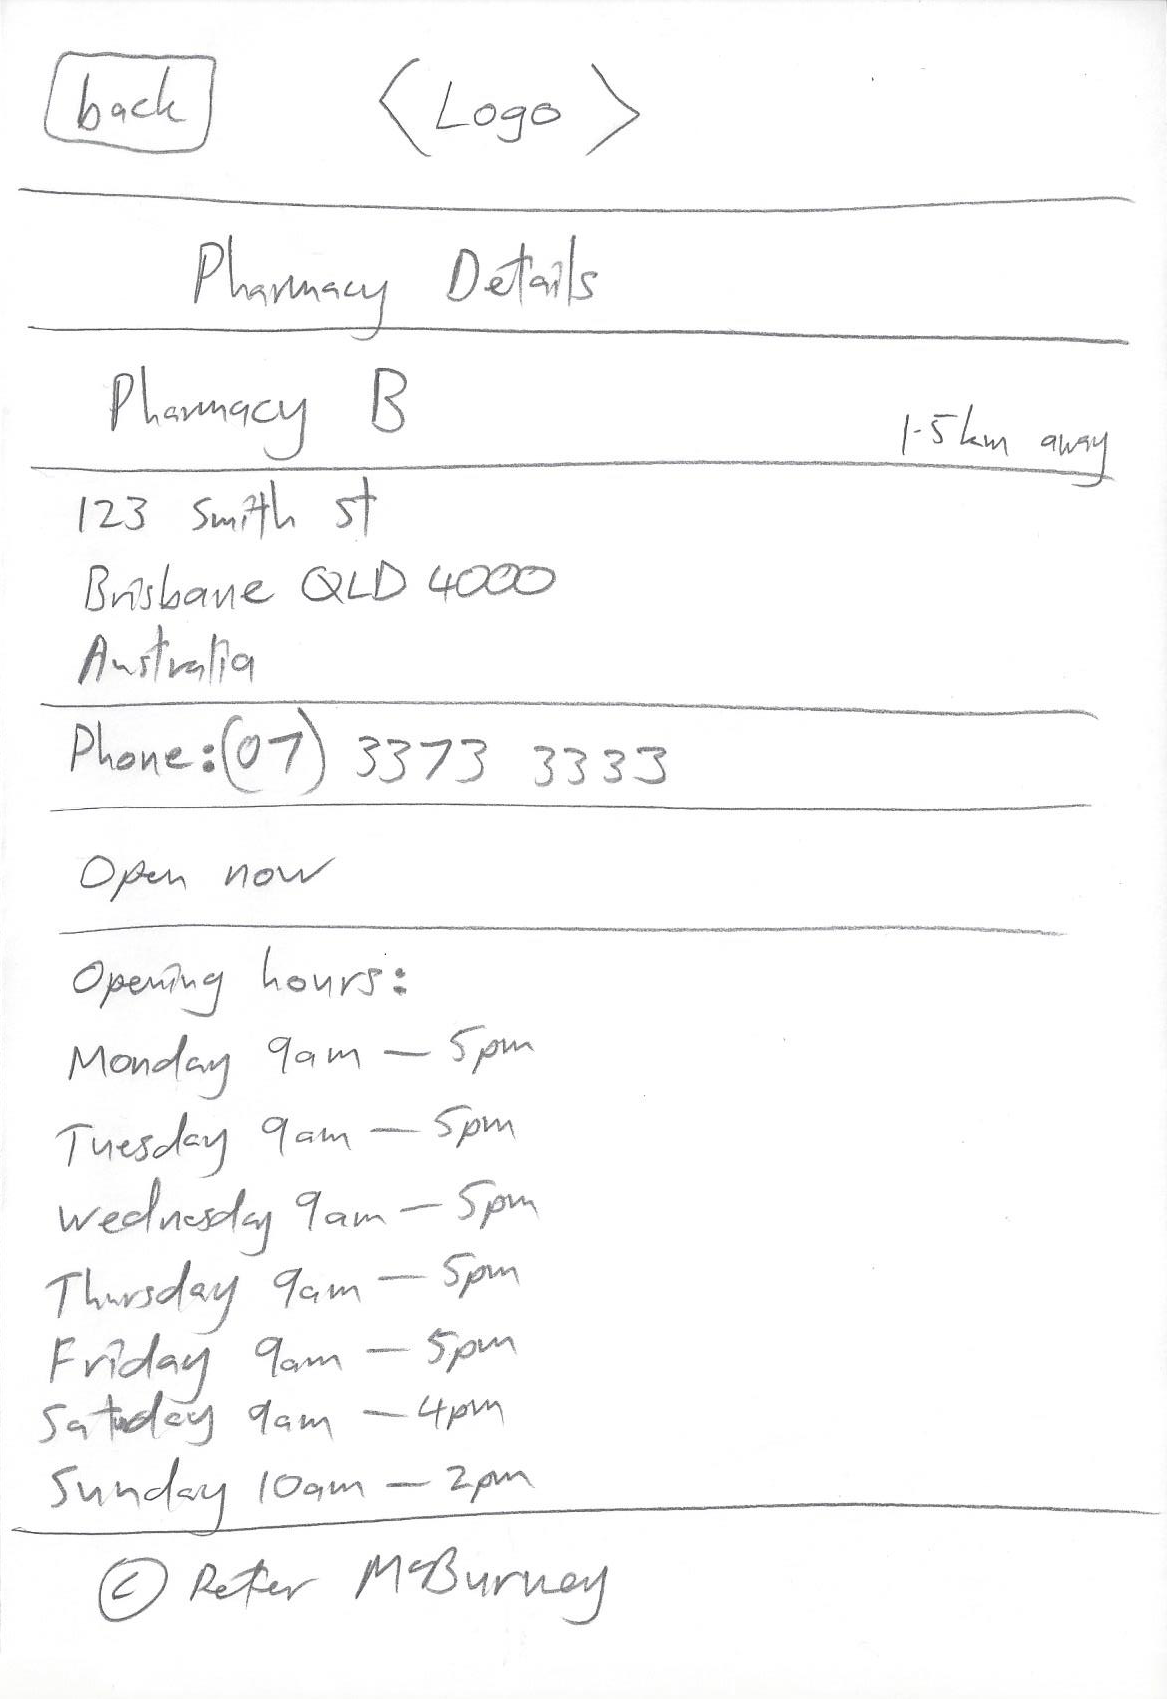 back
<Logo>
Pharmacy Details
Pharmacy B
1.5km away
123 Smith St
Brisbane QLD 4000
Australia
Phone: (07) 3373 3333
Open now
Opening hours:
Monday 9am — 5pm
Tuesday 9am — 5pm
Wednesday 9am — 5pm
Thursday 9am — 5pm
Friday 9am — 5pm
Saturday 9am — 4pm
Sunday 10am — 2pm
© Peter McBurney